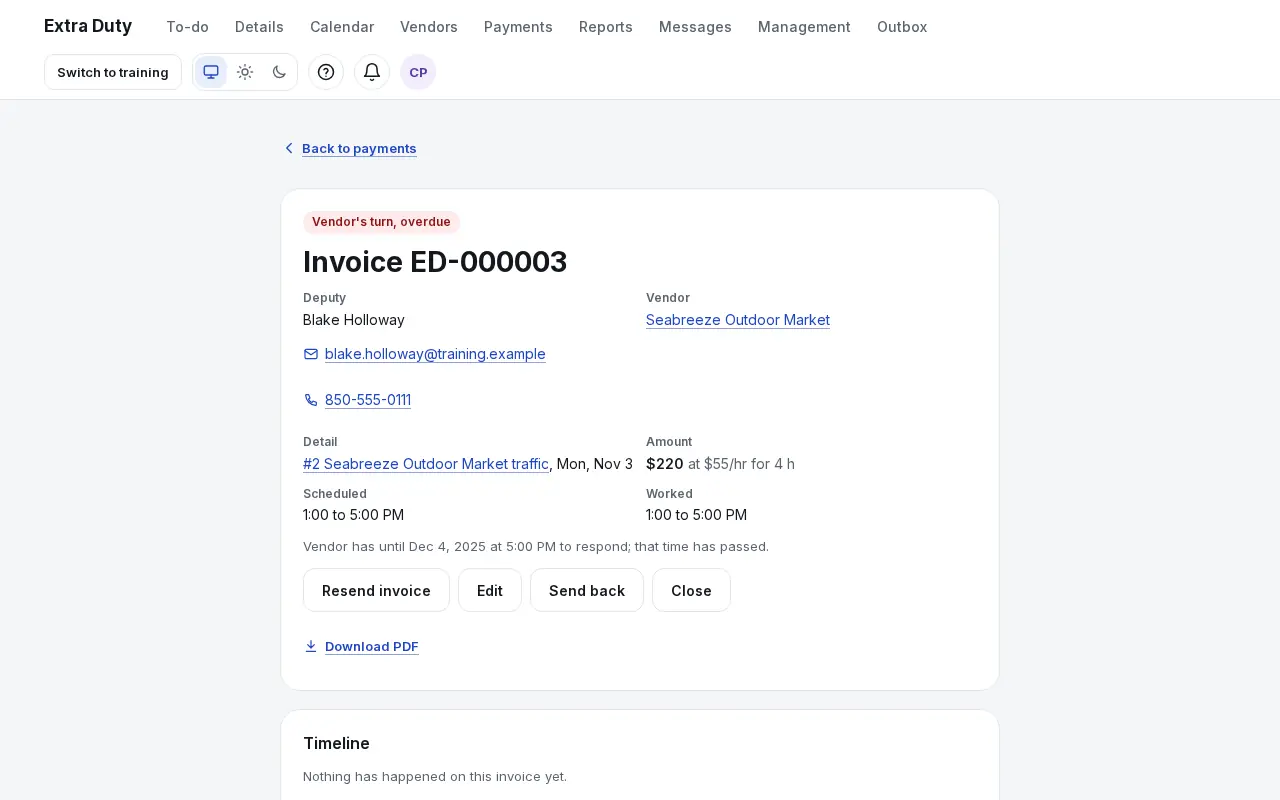 Extra Duty
To-do
Details
Calendar
Vendors
Payments
Reports
Messages
Management
Outbox
Switch to training
CP
Back to payments
Vendor's turn, overdue
Invoice ED-000003
Deputy
Blake Holloway
blake.holloway@training.example
850-555-0111
Vendor
Seabreeze Outdoor Market
Detail
#2 Seabreeze Outdoor Market traffic, Mon, Nov 3
Amount
$220 at $55/hr for 4 h
Scheduled
1:00 to 5:00 PM
Worked
1:00 to 5:00 PM
Vendor has until Dec 4, 2025 at 5:00 PM to respond; that time has passed.
Resend invoice
Edit
Send back
Close
Download PDF
Timeline
Nothing has happened on this invoice yet.